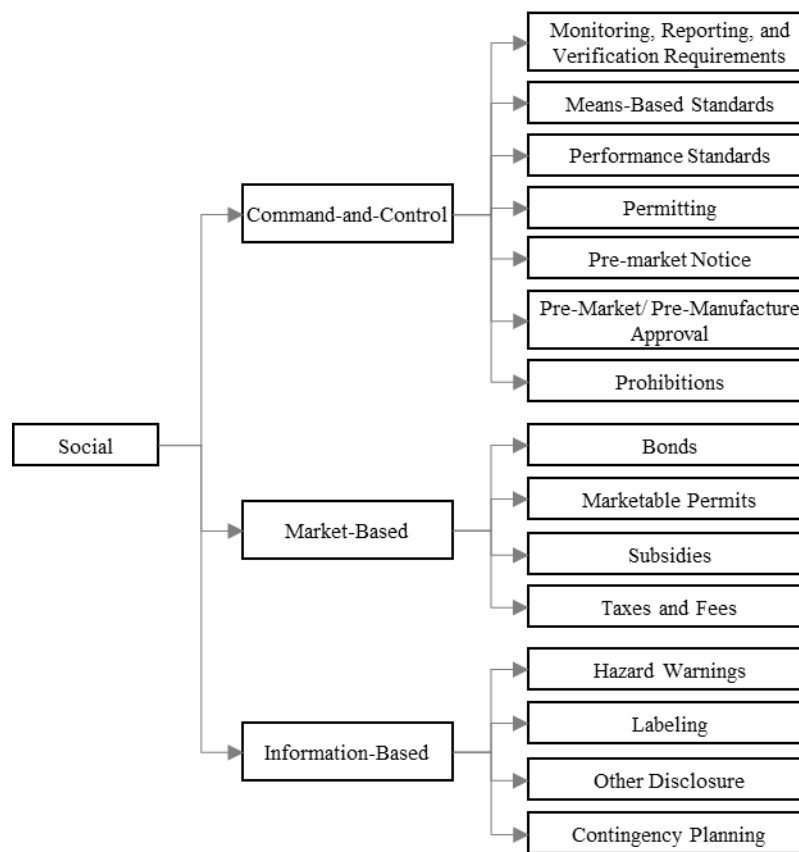 Monitoring, Reporting, and
Verification Requirements
Means-Based Standards
Performance Standards
Command-and-Control
Permitting
Pre-market Notice
Pre-Market/ Pre-Manufacture
Approval
Prohibitions
Social
Bonds
Marketable Permits
Market-Based
Subsidies
Taxes and Fees
Hazard Warnings
Labeling
Information-Based
Other Disclosure
Contingency Planning